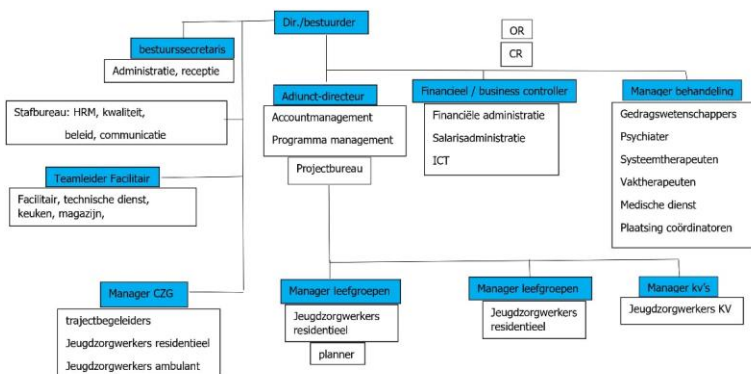 Dir./bestuurder
OR
CR
bestuurssecretaris
Administratie, receptie
Stafbureau: HRM, kwaliteit,
beleid, communicatie
Teamleider Facilitair
Facilitair, technische dienst,
keuken, magazijn,
Adjunct-directeur
Accountmanagement
Programma management
Projectbureau
Financieel / business controller
Financiële administratie
Salarisadministratie
ICT
Manager behandeling
Gedragswetenschappers
Psychiater
Systeemtherapeuten
Vaktherapeuten
Medische dienst
Plaatsing coördinatoren
Manager CZG
trajectbegeleiders
Jeugdzorgwerkers residentieel
Jeugdzorgwerkers ambulant
Manager leefgroepen
Jeugdzorgwerkers
residentieel
planner
Manager leefgroepen
Jeugdzorgwerkers
residentieel
Manager kv's
Jeugdzorgwerkers KV